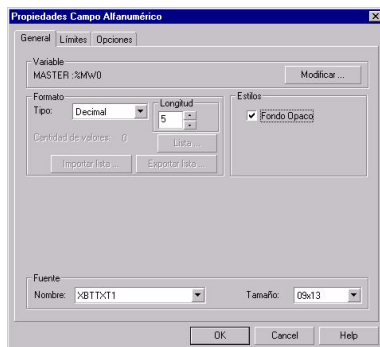 Propiedades Campo Alfanumérico
General Límites Opciones
Variable
MASTER :%MW0 Modificar ...
Formato
Tipo: Decimal
Longitud
5
Estilos
Fondo Opaco
Cantidad de valores: 0
Lista ...
Importar lista ... Exportar lista ...
Fuente
Nombre: XBTTXT1 Tamaño: 09x13
OK Cancel Help